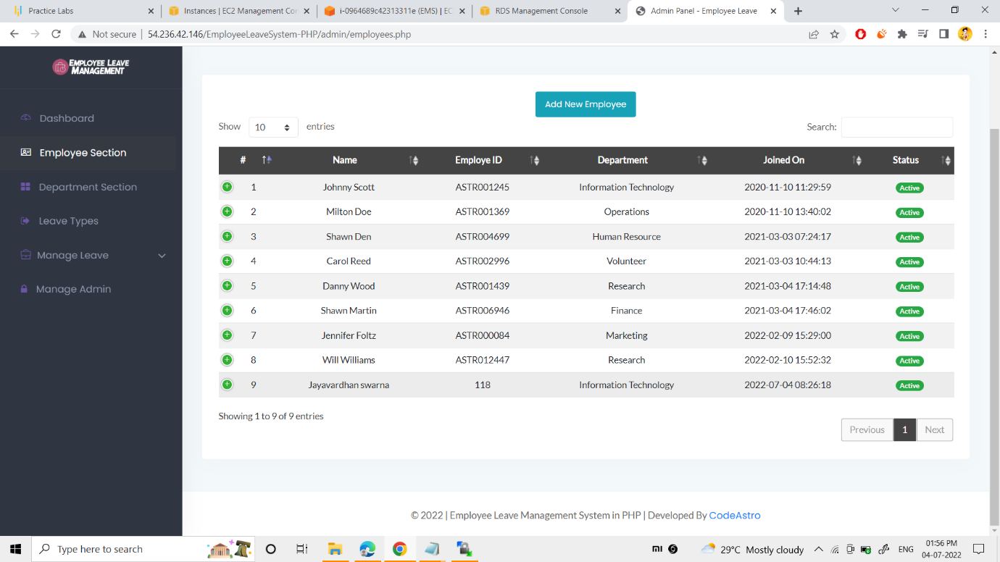 Practice Labs
Instances | EC2 Management Cor
i-0964689c42313311e (EMS) | EC
RDS Management Console
Admin Panel - Employee Leave
Not secure | 54.236.42.146/EmployeeLeaveSystem-PHP/admin/employees.php
EMPLOYEE LEAVE
MANAGEMENT
Dashboard
Employee Section
Department Section
Leave Types
Manage Leave
Manage Admin
Add New Employee
Show 10 entries Search:
# Name Employe ID Department Joined On Status
1 Johnny Scott ASTR001245 Information Technology 2020-11-10 11:29:59 Active
2 Milton Doe ASTR001369 Operations 2020-11-10 13:40:02 Active
3 Shawn Den ASTR004699 Human Resource 2021-03-03 07:24:17 Active
4 Carol Reed ASTR002996 Volunteer 2021-03-03 10:44:13 Active
5 Danny Wood ASTR001439 Research 2021-03-04 17:14:48 Active
6 Shawn Martin ASTR006946 Finance 2021-03-04 17:46:02 Active
7 Jennifer Foltz ASTR000084 Marketing 2022-02-09 15:29:00 Active
8 Will Williams ASTR012447 Research 2022-02-10 15:52:32 Active
9 Jayavardhan swarna 118 Information Technology 2022-07-04 08:26:18 Active
Showing 1 to 9 of 9 entries
Previous 1 Next
© 2022 | Employee Leave Management System in PHP | Developed By CodeAstro
Type here to search
29°C Mostly cloudy
ENG
01:56 PM
04-07-2022